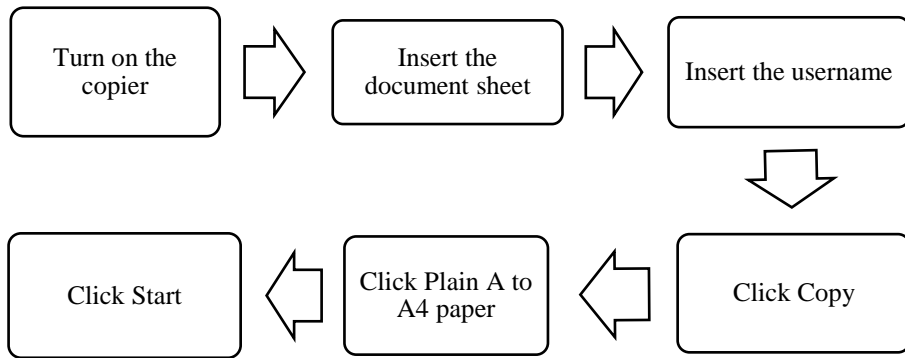 Turn on the
copier
Insert the
document sheet
Insert the username
Click Copy
Click Plain A to
A4 paper
Click Start